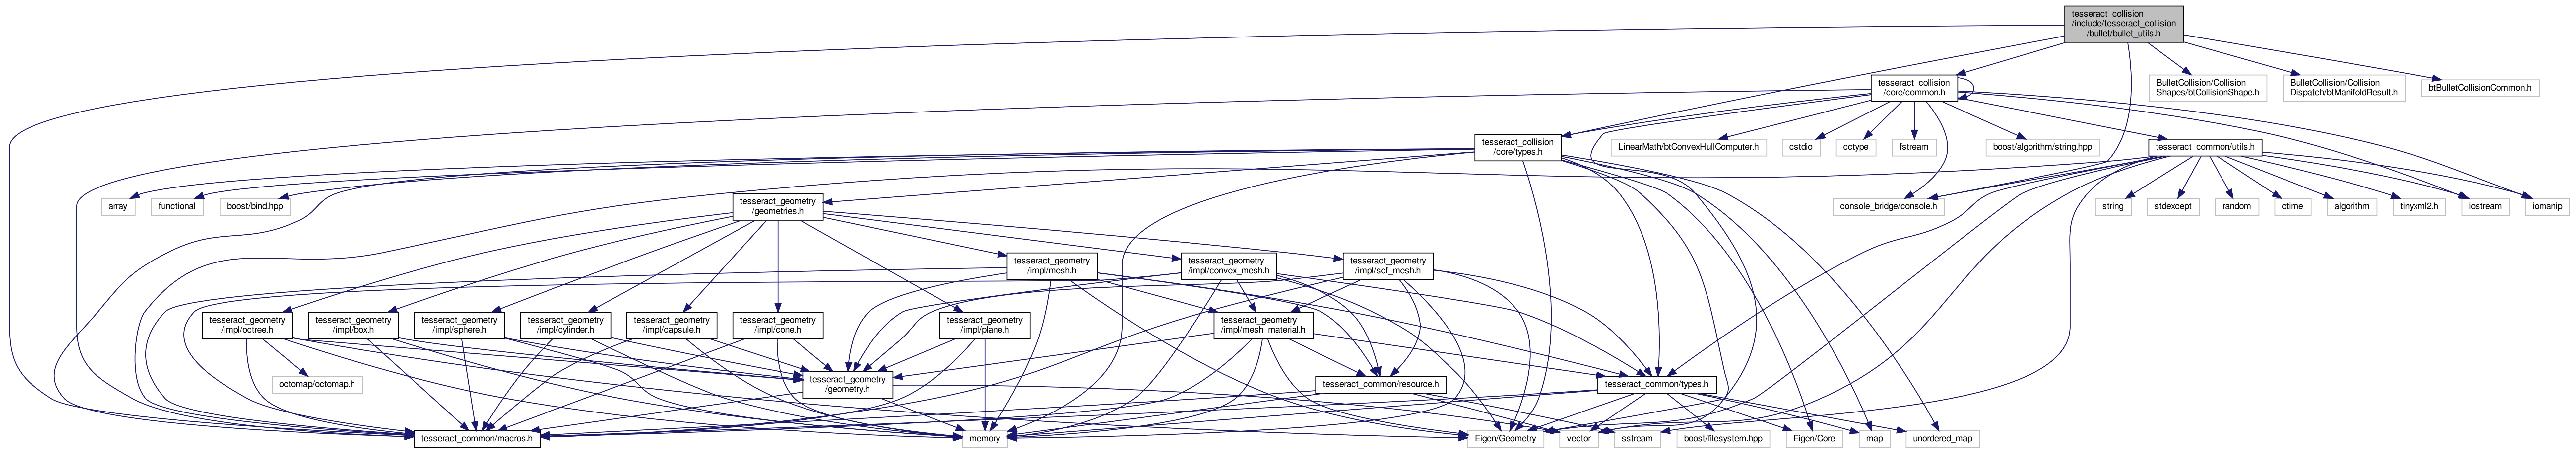 tesseract_collision
/include/tesseract_collision
/bullet/bullet_utils.h
tesseract_collision
/core/common.h
BulletCollision/Collision
Shapes/btCollisionShape.h
BulletCollision/Collision
Dispatch/btManifoldResult.h
btBulletCollisionCommon.h
tesseract_collision
/core/types.h
LinearMath/btConvexHullComputer.h
cstdio
cctype
fstream
boost/algorithm/string.hpp
tesseract_common/utils.h
array
functional
boost/bind.hpp
tesseract_geometry
/geometries.h
console_bridge/console.h
string
stdexcept
random
ctime
algorithm
tinyxml2.h
iostream
iomanip
tesseract_geometry
/impl/mesh.h
tesseract_geometry
/impl/convex_mesh.h
tesseract_geometry
/impl/sdf_mesh.h
tesseract_geometry
/impl/octree.h
tesseract_geometry
/impl/box.h
tesseract_geometry
/impl/sphere.h
tesseract_geometry
/impl/cylinder.h
tesseract_geometry
/impl/capsule.h
tesseract_geometry
/impl/cone.h
tesseract_geometry
/impl/plane.h
tesseract_geometry
/impl/mesh_material.h
octomap/octomap.h
tesseract_geometry
/geometry.h
tesseract_common/resource.h
tesseract_common/types.h
tesseract_common/macros.h
memory
Eigen/Geometry
vector
sstream
boost/filesystem.hpp
Eigen/Core
map
unordered_map